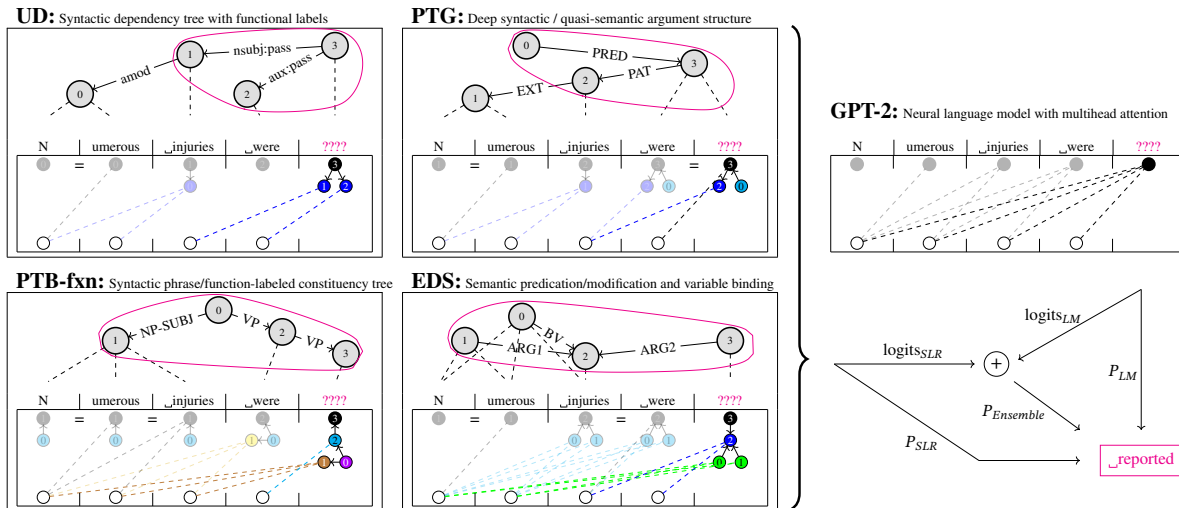 UD: Syntactic dependency tree with functional labels
3
nsubj:pass
1
amod
aux:pass
0
2
N umerous ␣injuries ␣were ????
=
3
1 2
PTG: Deep syntactic / quasi-semantic argument structure
0
PRED
3
PAT
2
EXT
1
N umerous ␣injuries ␣were ????
= =
3
2 0
GPT-2: Neural language model with multihead attention
N umerous ␣injuries ␣were ????
PTB-fxn: Syntactic phrase/function-labeled constituency tree
0
NP-SUBJ VP
1 2
VP
3
N umerous ␣injuries ␣were ????
= =
3
0 0 0 1 0 2
1 0
EDS: Semantic predication/modification and variable binding
0
BV
1 ARG1 ARG2 3
2
N umerous ␣injuries ␣were ????
= =
3
0 1 0 1 2
0 1
logits_LM
logits_SLR
+
P_LM
P_Ensemble
P_SLR
␣reported